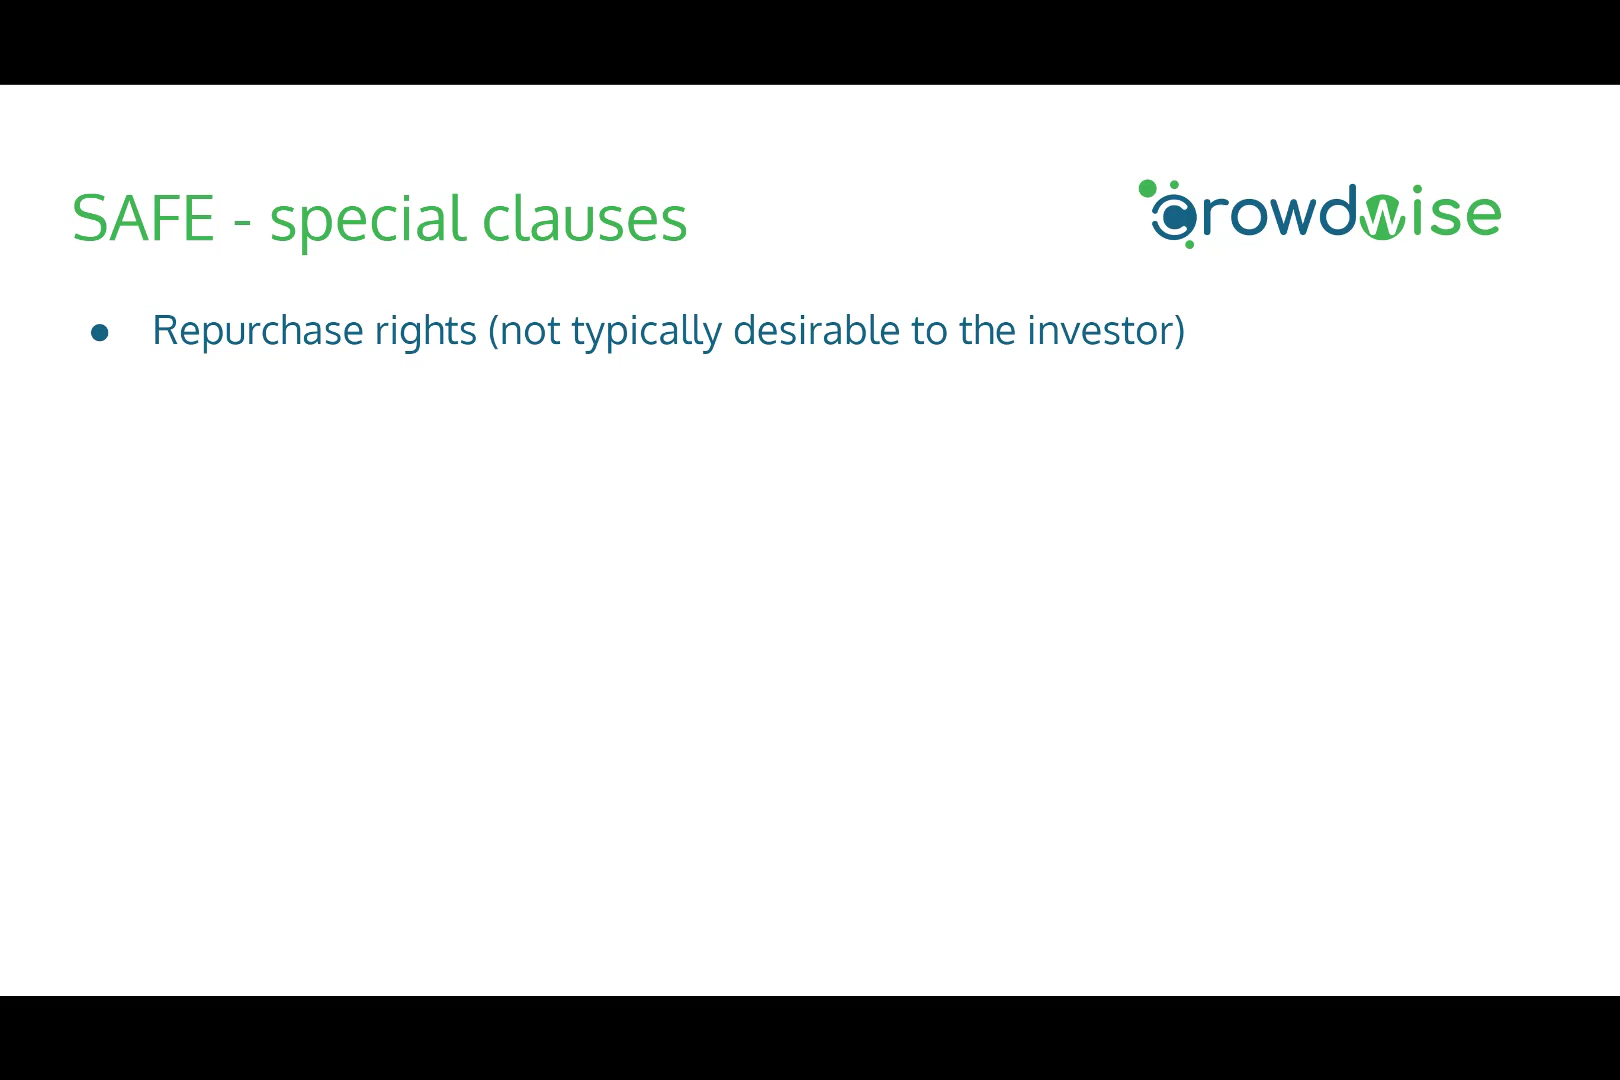 SAFE - special clauses
crowdwise
● Repurchase rights (not typically desirable to the investor)